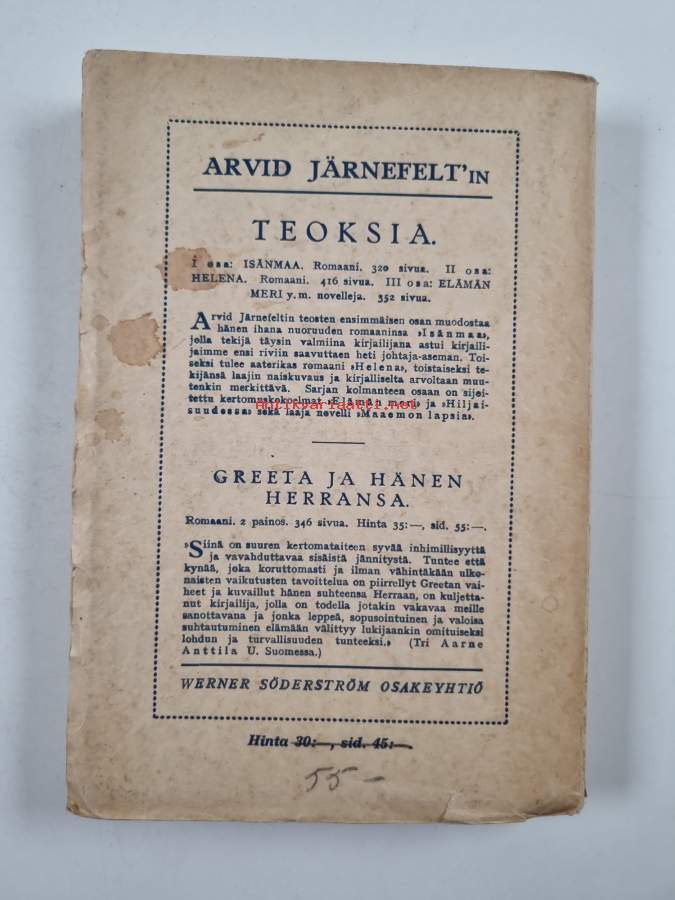 ARVID JÄRNEFELT'IN
TEOKSIA.
I osa: ISÄNMAA. Romaani. 320 sivua. II osa:
HELENA. Romaani. 416 sivua. III osa: ELÄMÄN
MERI y. m. novelleja. 352 sivua.
Arvid Järnefeltin teosten ensimmäisen osan muodostaa
hänen ihana nuoruuden romaaninsa »Isänmaa»,
jolla tekijä täysin valmiina kirjailijana astui kirjaili-
jaimme ensi riviin saavuttaen heti johtaja-aseman. Toi-
seksi tulee aaterikas romaani »Helena», toistaiseksi te-
kijänsä laajin naiskuvaus ja kirjalliselta arvoltaan muu-
tenkin merkittävä. Sarjan kolmanteen osaan on sijoi-
tettu kertomuskokoelmat »Elämän meri» ja »Hiljai-
suudessa» sekä laaja novelli »Maaemon lapsia».
Antikvariaatti.net
GREETA JA HÄNEN
HERRANSA.
Romaani. 2 painos. 346 sivua. Hinta 35:—, sid. 55:—.
»Siinä on suuren kertomataiteen syvää inhimillisyyttä
ja vavahduttavaa sisäistä jännitystä. Tuntee että
kynää, joka koruttomasti ja ilman vähintäkään ulko-
naisten vaikutusten tavoittelua on piirrellyt Greetan vai-
heet ja kuvaillut hänen suhteensa Herraan, on kuljetta-
nut kirjailija, jolla on todella jotakin vakavaa meille
sanottavana ja jonka leppeä, sopusointuinen ja valoisa
suhtautuminen elämään välittyy lukijaankin omituiseksi
lohdun ja turvallisuuden tunteeksi.» (Tri Aarne
Anttila U. Suomessa.)
WERNER SÖDERSTRÖM OSAKEYHTIÖ
Hinta 30:—, sid. 45:—.
55 –